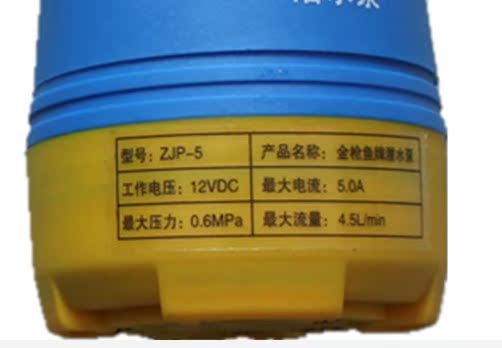 型号：ZJP-5 产品名称：金枪鱼牌潜水泵
工作电压：12VDC 最大电流：5.0A
最大压力：0.6MPa 最大流量：4.5L/min